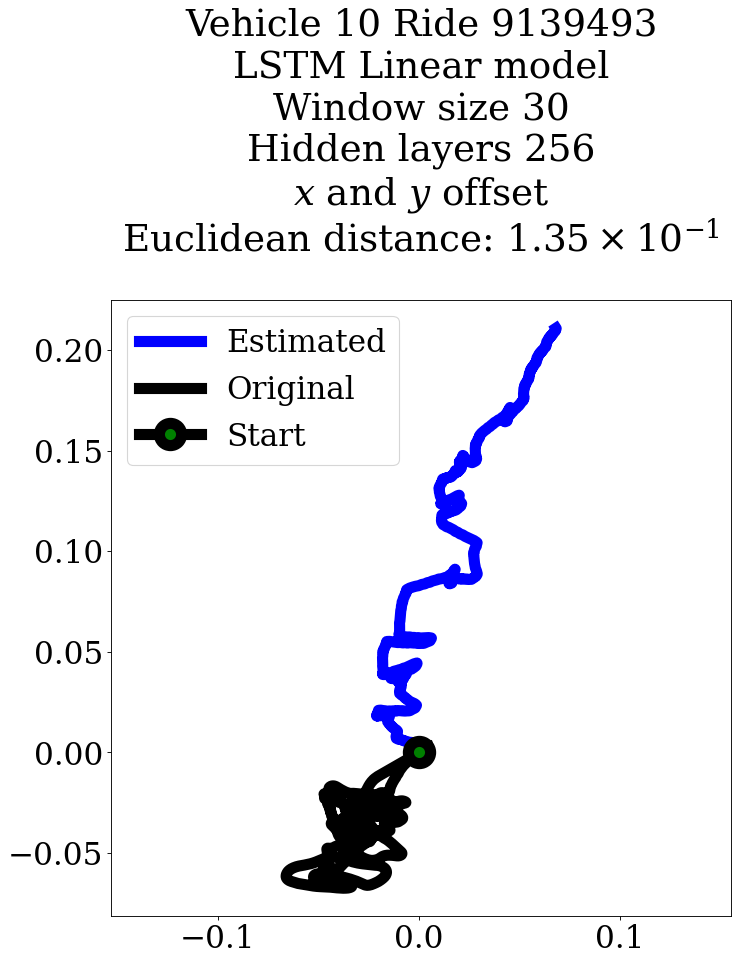 Vehicle 10 Ride 9139493
LSTM Linear model
Window size 30
Hidden layers 256
x and y offset
Euclidean distance: 1.35 × 10⁻¹
Estimated
Original
Start
0.20
0.15
0.10
0.05
0.00
−0.05
−0.1
0.0
0.1